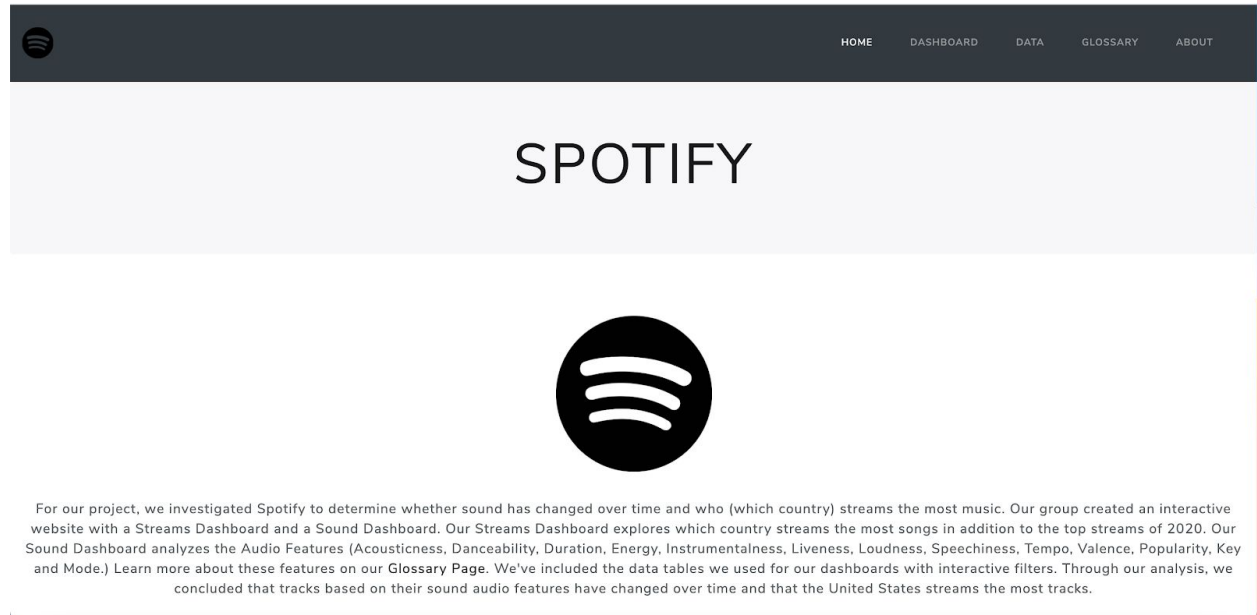 HOME DASHBOARD DATA GLOSSARY ABOUT
SPOTIFY
For our project, we investigated Spotify to determine whether sound has changed over time and who (which country) streams the most music. Our group created an interactive
website with a Streams Dashboard and a Sound Dashboard. Our Streams Dashboard explores which country streams the most songs in addition to the top streams of 2020. Our
Sound Dashboard analyzes the Audio Features (Acousticness, Danceability, Duration, Energy, Instrumentalness, Liveness, Loudness, Speechiness, Tempo, Valence, Popularity, Key
and Mode.) Learn more about these features on our Glossary Page. We've included the data tables we used for our dashboards with interactive filters. Through our analysis, we
concluded that tracks based on their sound audio features have changed over time and that the United States streams the most tracks.